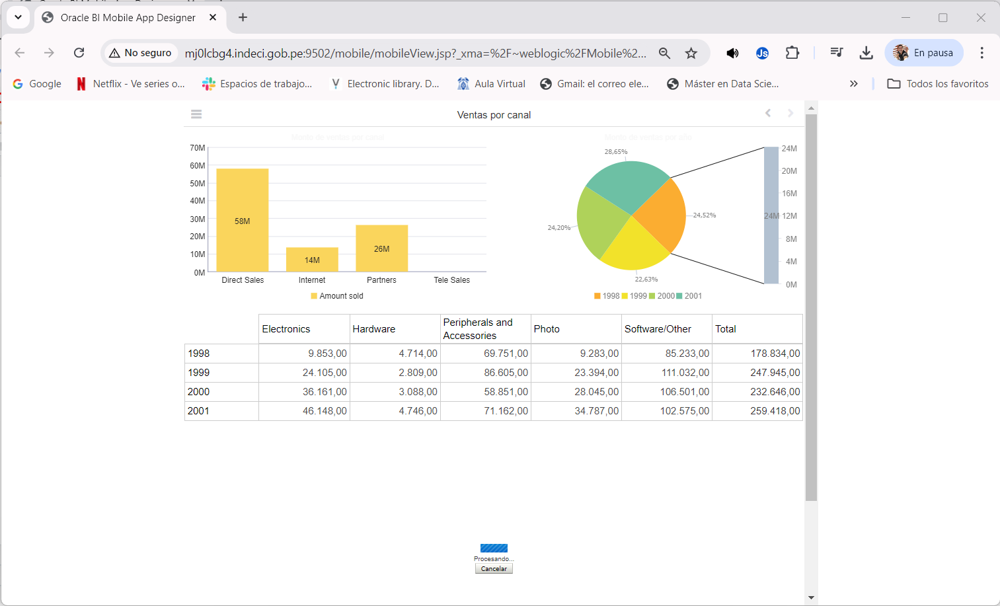 Oracle BI Mobile App Designer
No seguro
mj0lcbg4.indeci.gob.pe:9502/mobile/mobileView.jsp?_xma=%2F~weblogic%2FMobile%2...
JS
En pausa
Google
Netflix - Ve series o...
Espacios de trabajo...
Electronic library. D...
Aula Virtual
Gmail: el correo ele...
Máster en Data Scie...
Todos los favoritos
Ventas por canal
Monto de ventas por canal
70M
60M
50M
40M
30M
20M
10M
0M
58M
14M
26M
Direct Sales Internet Partners Tele Sales
Amount sold
Monto de ventas por año
28,65%
24,52%
24,20%
22,63%
24M
20M
16M
24M
12M
8M
4M
0M
1998 1999 2000 2001
Electronics Hardware Peripherals and Accessories Photo Software/Other Total
1998 9.853,00 4.714,00 69.751,00 9.283,00 85.233,00 178.834,00
1999 24.105,00 2.809,00 86.605,00 23.394,00 111.032,00 247.945,00
2000 36.161,00 3.088,00 58.851,00 28.045,00 106.501,00 232.646,00
2001 46.148,00 4.746,00 71.162,00 34.787,00 102.575,00 259.418,00
Procesando...
Cancelar